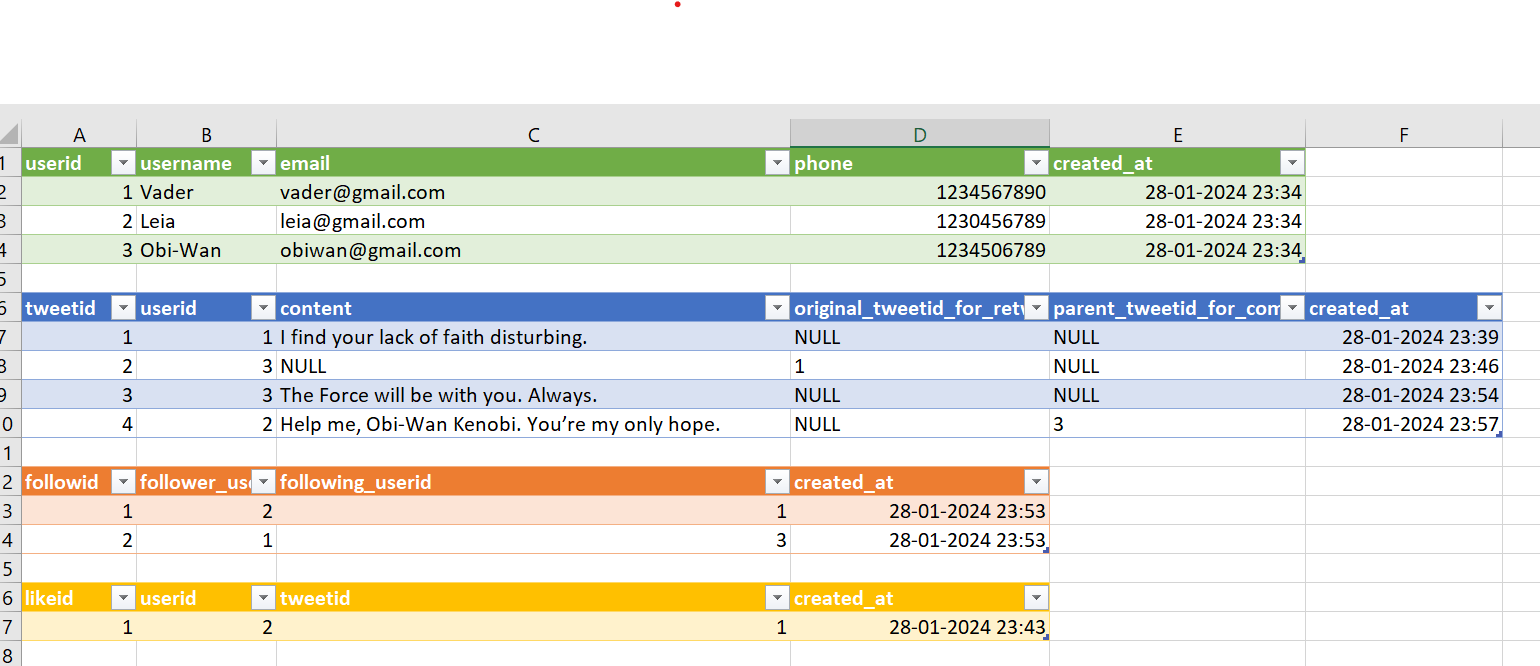 A B C D E F
1 userid username email phone created_at
2 1 Vader vader@gmail.com 1234567890 28-01-2024 23:34
3 2 Leia leia@gmail.com 1230456789 28-01-2024 23:34
4 3 Obi-Wan obiwan@gmail.com 1234506789 28-01-2024 23:34
5
6 tweetid userid content original_tweetid_for_retw parent_tweetid_for_com created_at
7 1 1 I find your lack of faith disturbing. NULL NULL 28-01-2024 23:39
8 2 3 NULL 1 NULL 28-01-2024 23:46
9 3 3 The Force will be with you. Always. NULL NULL 28-01-2024 23:54
0 4 2 Help me, Obi-Wan Kenobi. You’re my only hope. NULL 3 28-01-2024 23:57
1
2 followid follower_use following_userid created_at
3 1 2 1 28-01-2024 23:53
4 2 1 3 28-01-2024 23:53
5
6 likeid userid tweetid created_at
7 1 2 1 28-01-2024 23:43
8